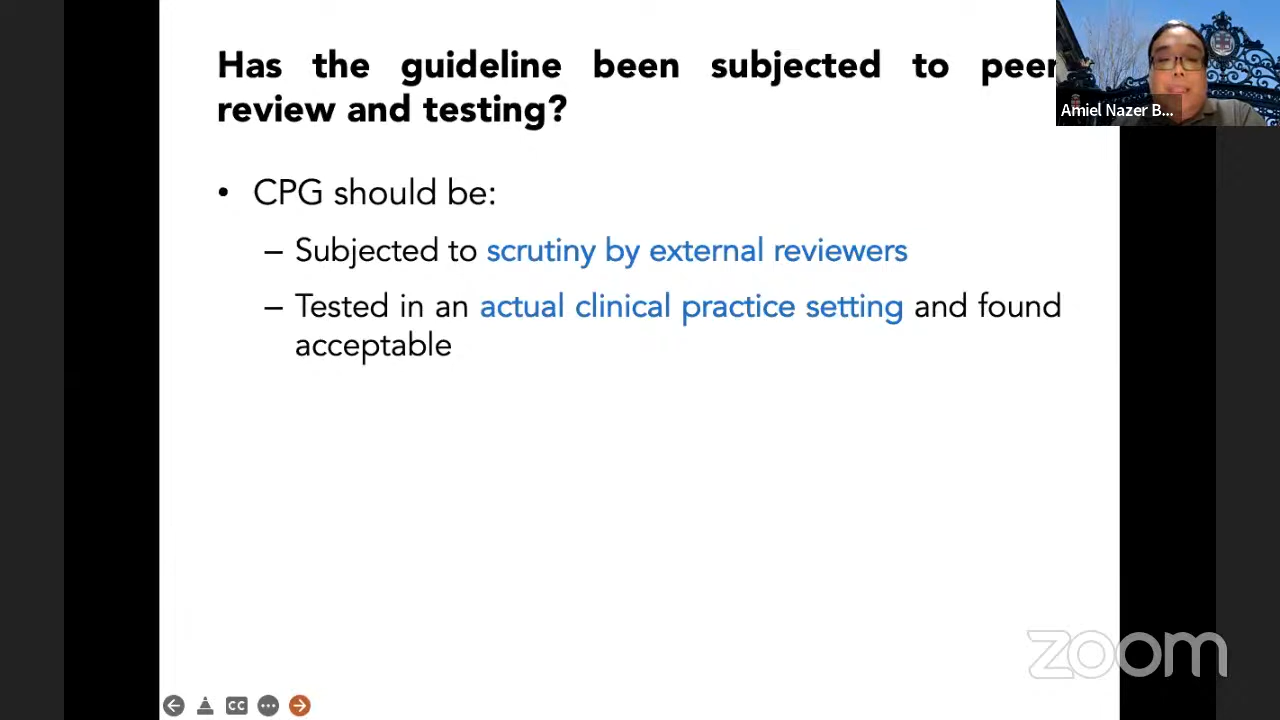 Has the guideline been subjected to peer
review and testing?
Amiel Nazer B...
• CPG should be:
– Subjected to scrutiny by external reviewers
– Tested in an actual clinical practice setting and found
acceptable
zoom
CC